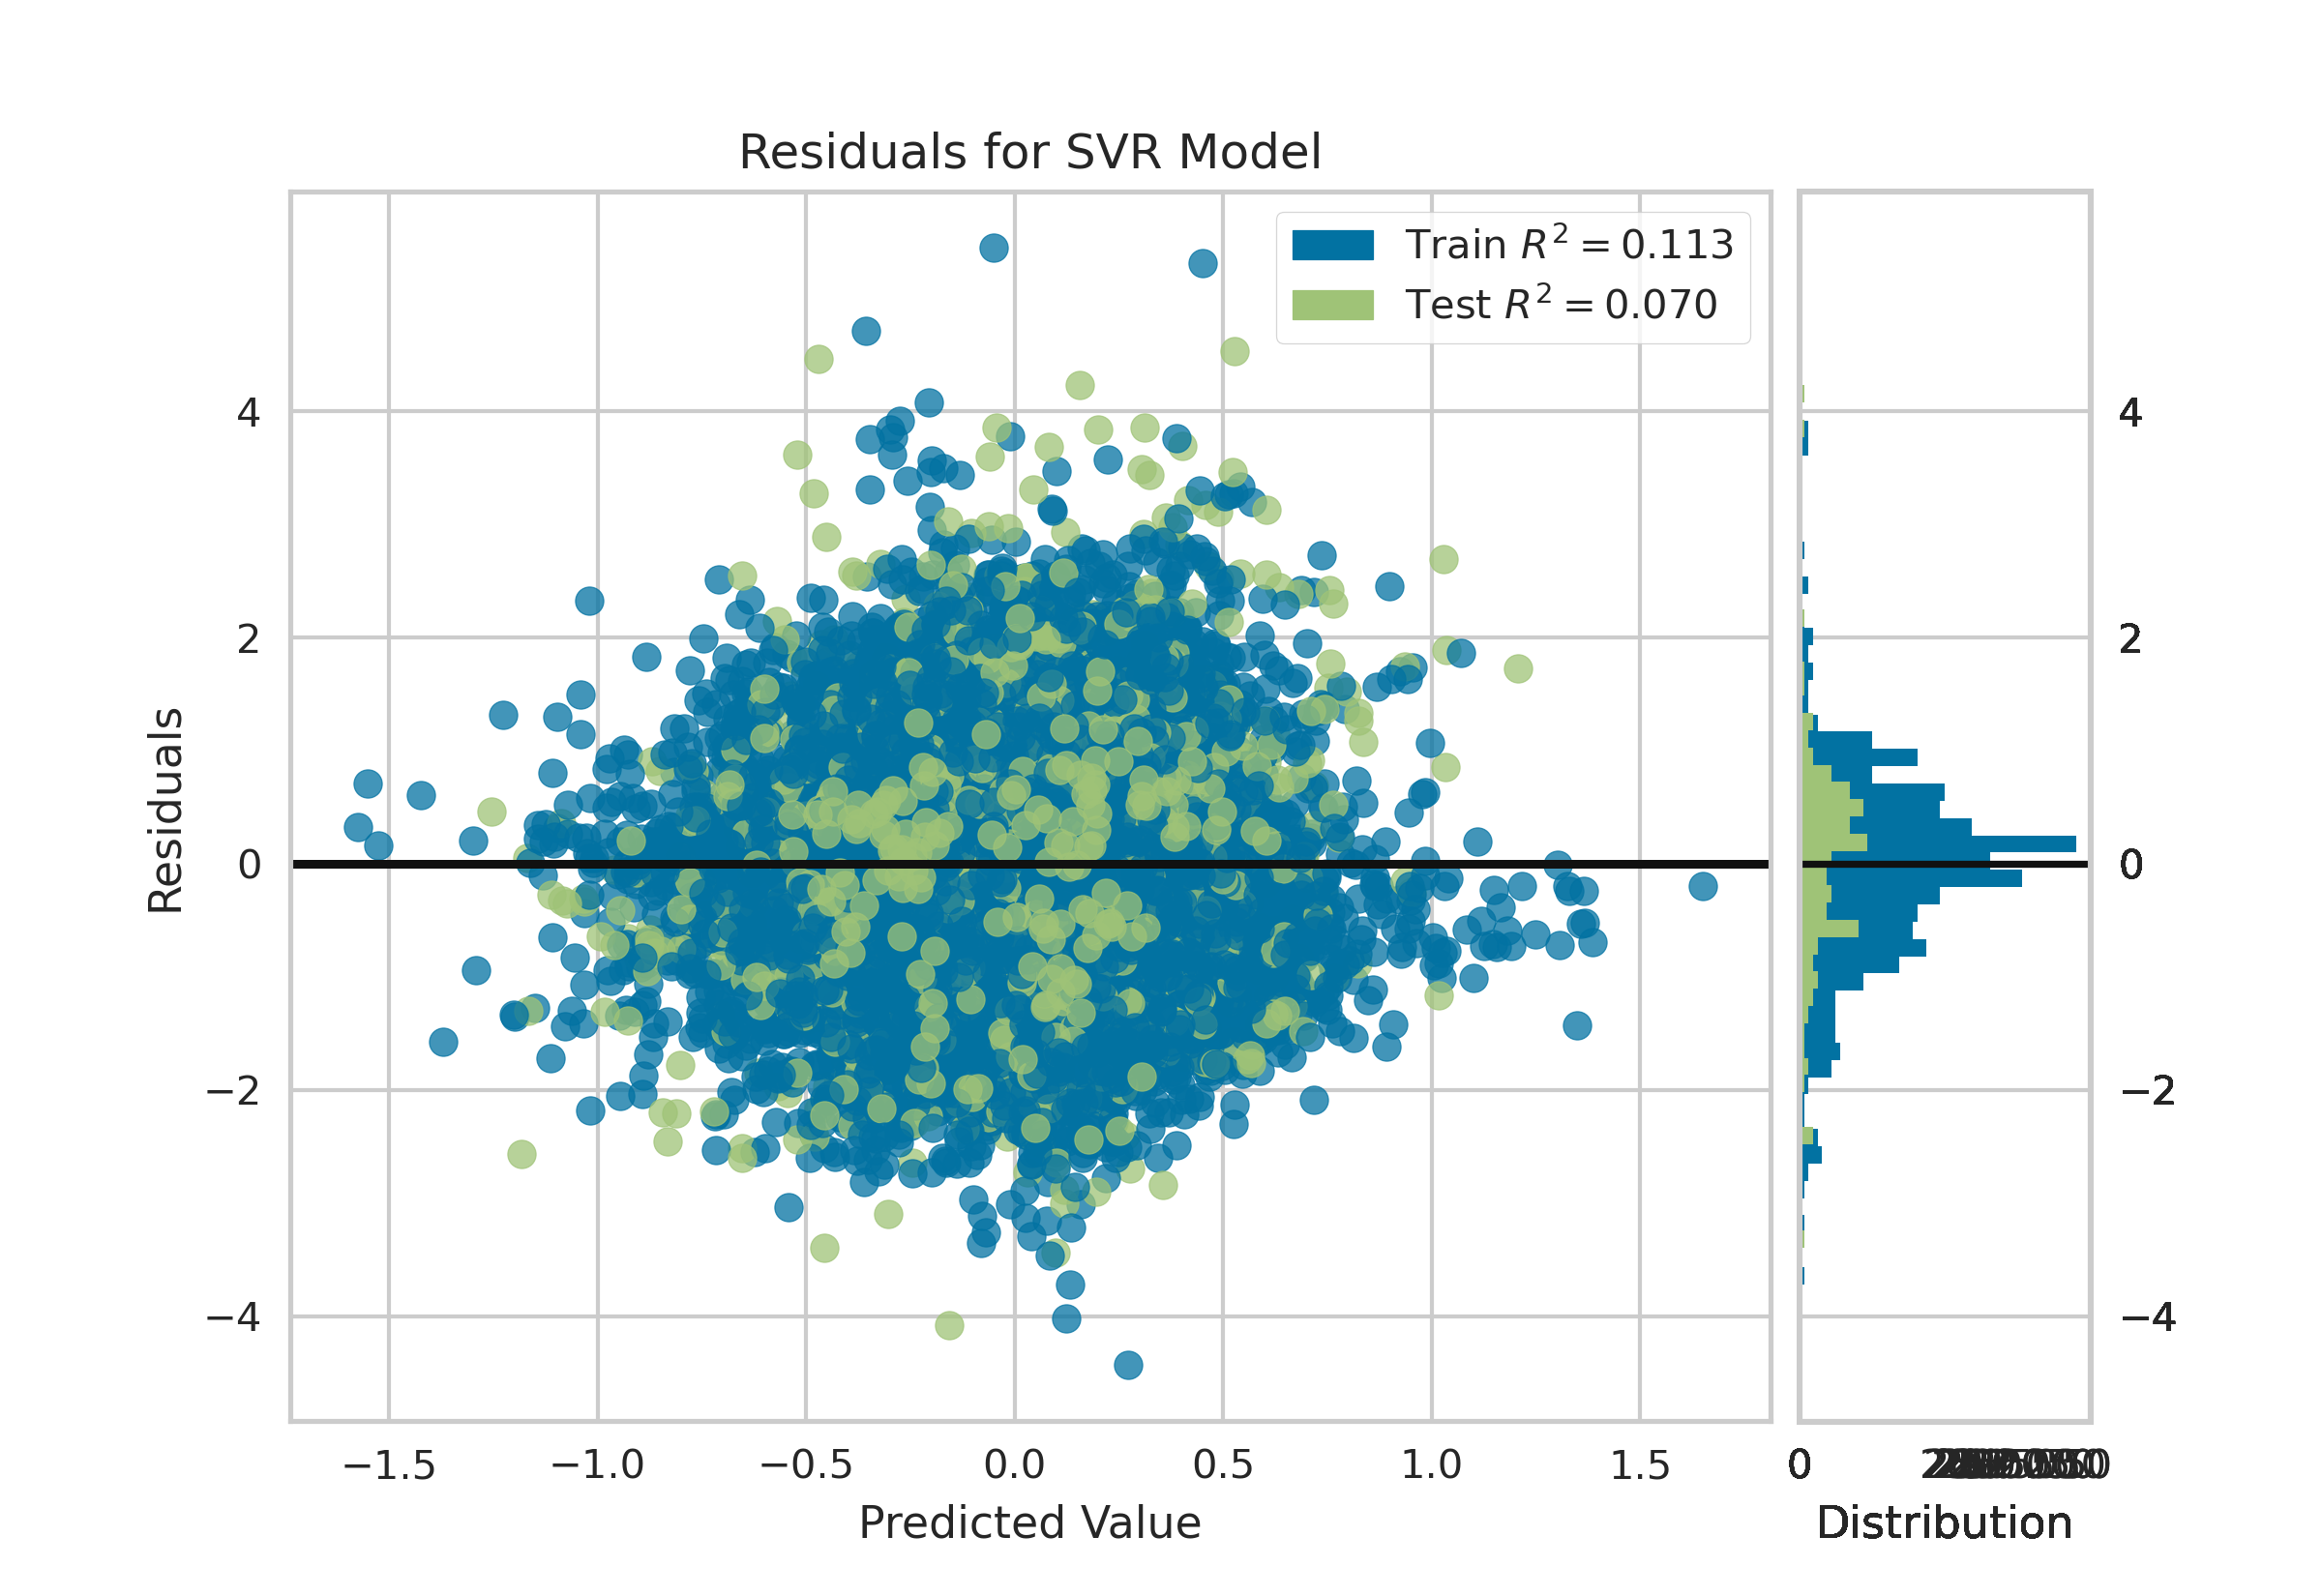 Residuals for SVR Model
Train R² = 0.113
Test R² = 0.070
Residuals
4
2
0
−2
−4
4
2
0
−2
−4
−1.5 −1.0 −0.5 0.0 0.5 1.0 1.5
0
Predicted Value
Distribution